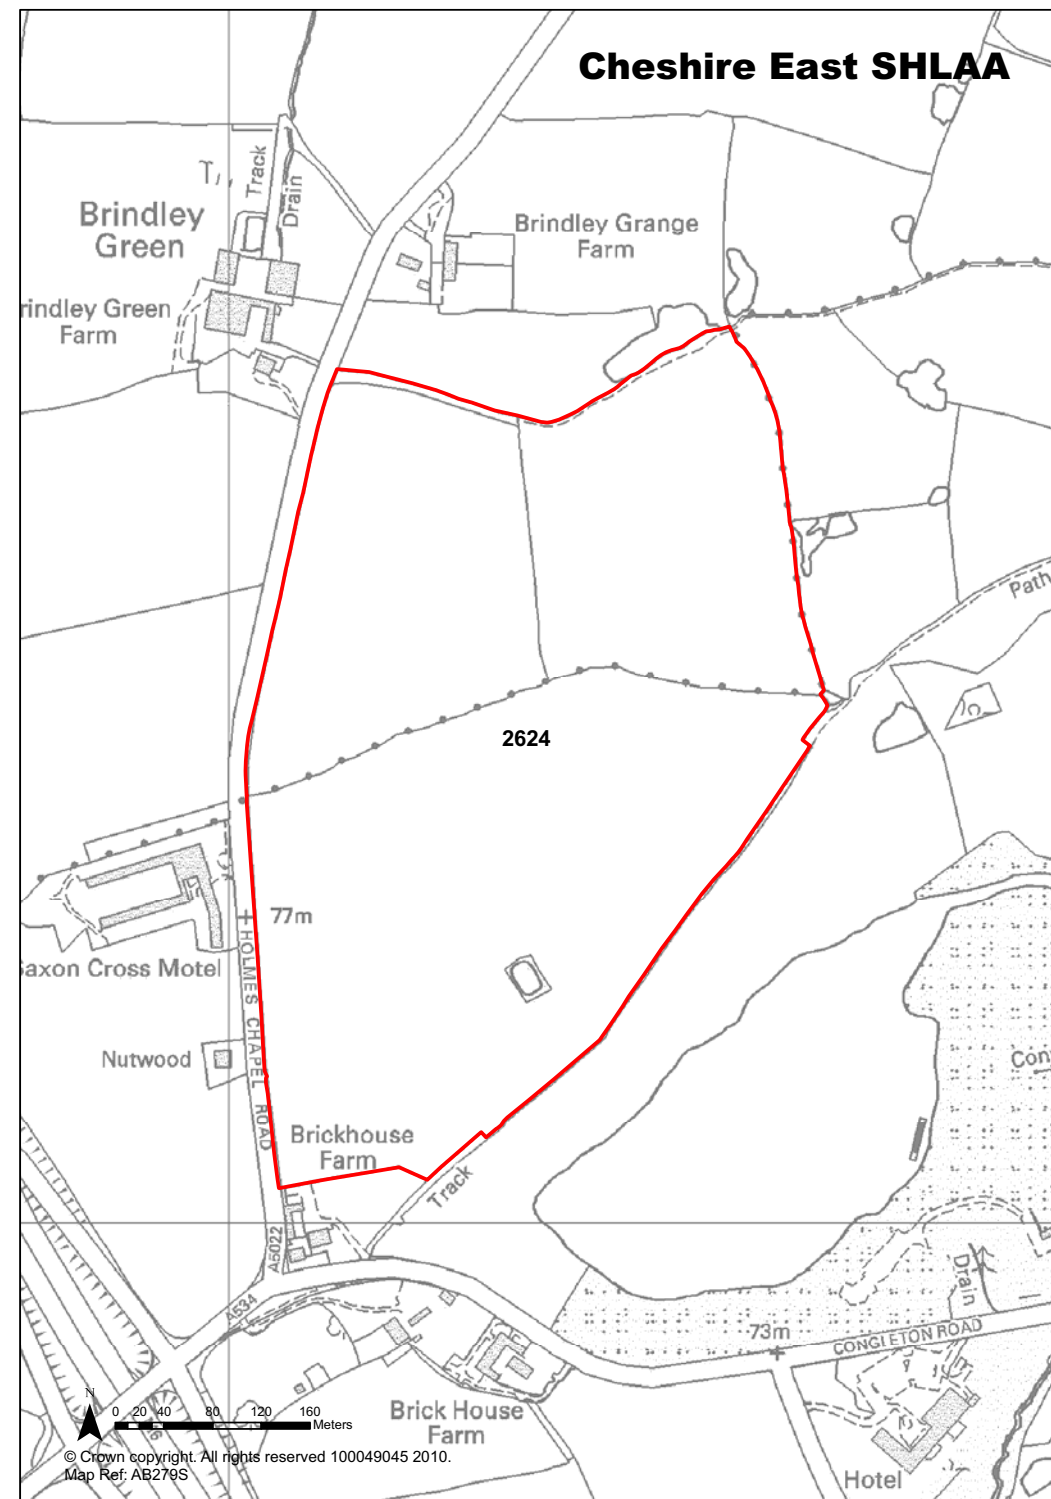 Cheshire East SHLAA
Track
Drain
Brindley
Green
Brindley Grange
Farm
rindley Green
Farm
Path
2624
77m
HOLMES CHAPEL ROAD
Saxon Cross Motel
Nutwood
Brickhouse
Farm
Track
A5022
A534
Drain
73m
CONGLETON ROAD
Brick House
Farm
Hotel
N
0 20 40 80 120 160
Meters
© Crown copyright. All rights reserved 100049045 2010.
Map Ref: AB279S